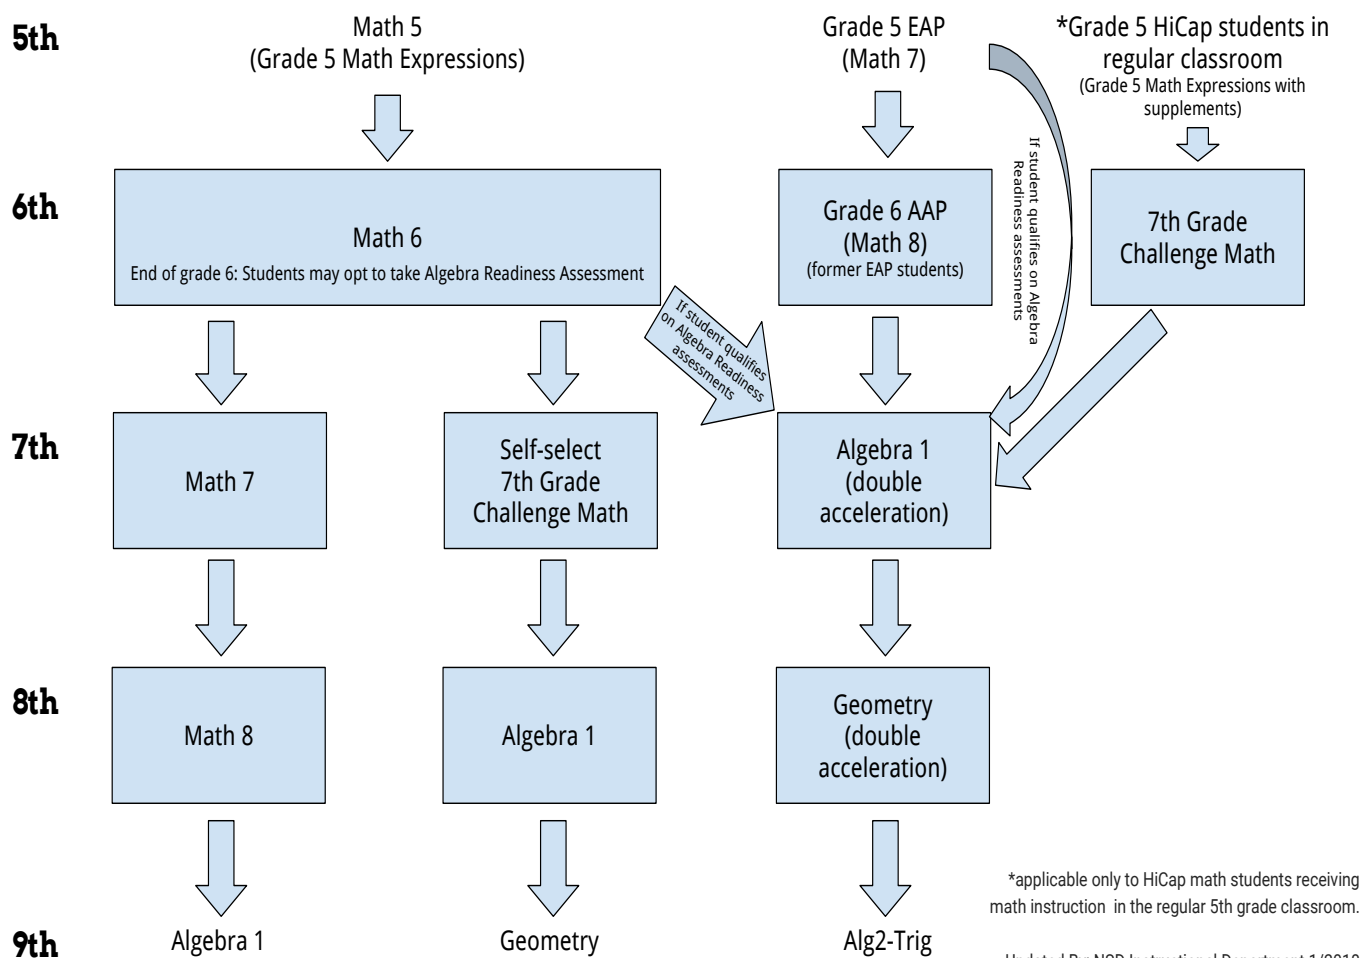 5th
Math 5
(Grade 5 Math Expressions)
Grade 5 EAP
(Math 7)
*Grade 5 HiCap students in
regular classroom
(Grade 5 Math Expressions with
supplements)
If student qualifies on Algebra
Readiness assessments
6th
Math 6
End of grade 6: Students may opt to take Algebra Readiness Assessment
Grade 6 AAP
(Math 8)
(former EAP students)
7th Grade
Challenge Math
If student qualifies
on Algebra Readiness
assessments
7th
Math 7
Self-select
7th Grade
Challenge Math
Algebra 1
(double
acceleration)
8th
Math 8
Algebra 1
Geometry
(double
acceleration)
9th
Algebra 1
Geometry
Alg2-Trig
*applicable only to HiCap math students receiving
math instruction in the regular 5th grade classroom.